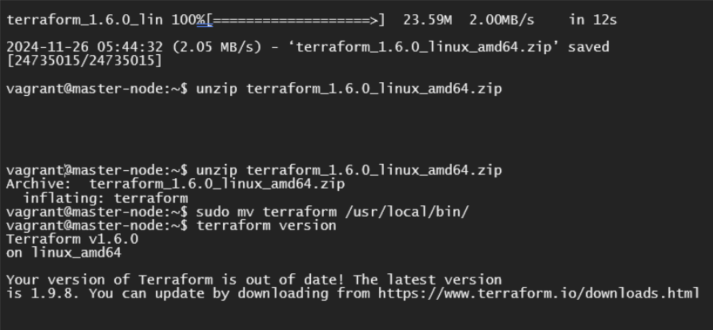 terraform_1.6.0_lin 100%[===================>]  23.59M  2.00MB/s    in 12s
2024-11-26 05:44:32 (2.05 MB/s) - ‘terraform_1.6.0_linux_amd64.zip’ saved
[24735015/24735015]
vagrant@master-node:~$ unzip terraform_1.6.0_linux_amd64.zip
vagrant@master-node:~$ unzip terraform_1.6.0_linux_amd64.zip
Archive:  terraform_1.6.0_linux_amd64.zip
  inflating: terraform
vagrant@master-node:~$ sudo mv terraform /usr/local/bin/
vagrant@master-node:~$ terraform version
Terraform v1.6.0
on linux_amd64
Your version of Terraform is out of date! The latest version
is 1.9.8. You can update by downloading from https://www.terraform.io/downloads.html